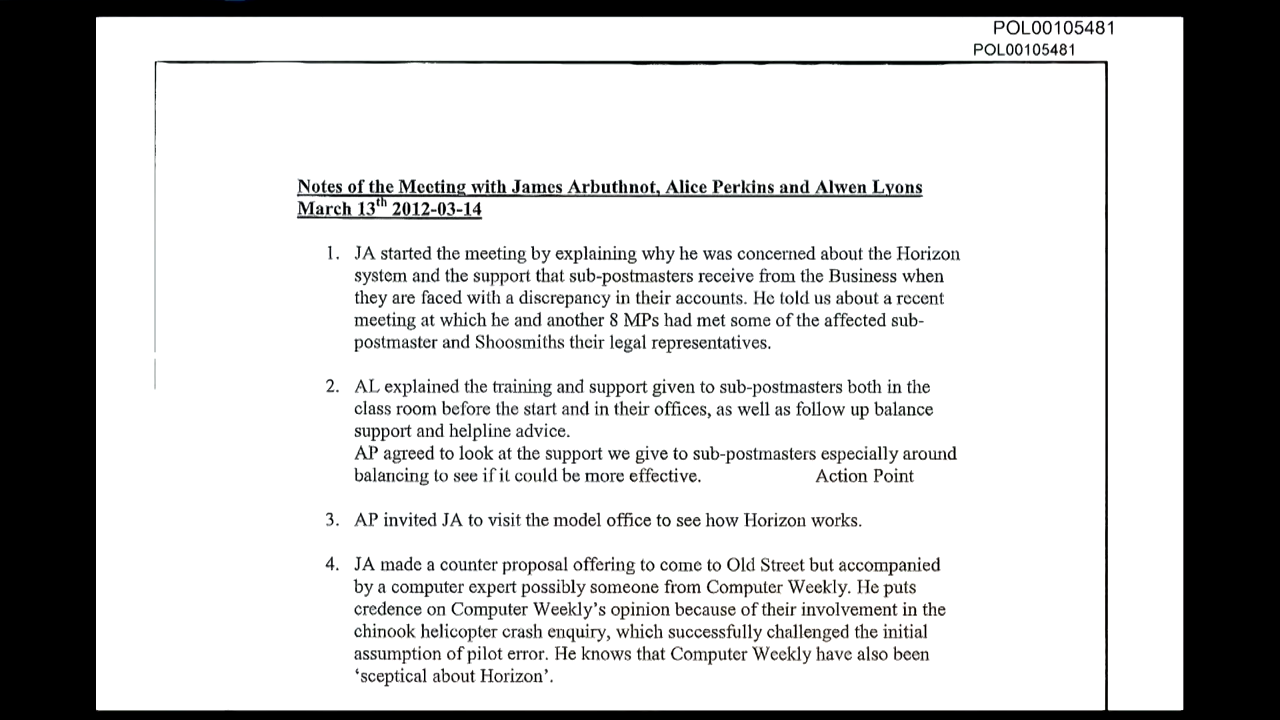 POL00105481
POL00105481
Notes of the Meeting with James Arbuthnot, Alice Perkins and Alwen Lyons
March 13th 2012-03-14
1. JA started the meeting by explaining why he was concerned about the Horizon
system and the support that sub-postmasters receive from the Business when
they are faced with a discrepancy in their accounts. He told us about a recent
meeting at which he and another 8 MPs had met some of the affected sub-
postmaster and Shoosmiths their legal representatives.
2. AL explained the training and support given to sub-postmasters both in the
class room before the start and in their offices, as well as follow up balance
support and helpline advice.
AP agreed to look at the support we give to sub-postmasters especially around
balancing to see if it could be more effective. Action Point
3. AP invited JA to visit the model office to see how Horizon works.
4. JA made a counter proposal offering to come to Old Street but accompanied
by a computer expert possibly someone from Computer Weekly. He puts
credence on Computer Weekly's opinion because of their involvement in the
chinook helicopter crash enquiry, which successfully challenged the initial
assumption of pilot error. He knows that Computer Weekly have also been
‘sceptical about Horizon’.